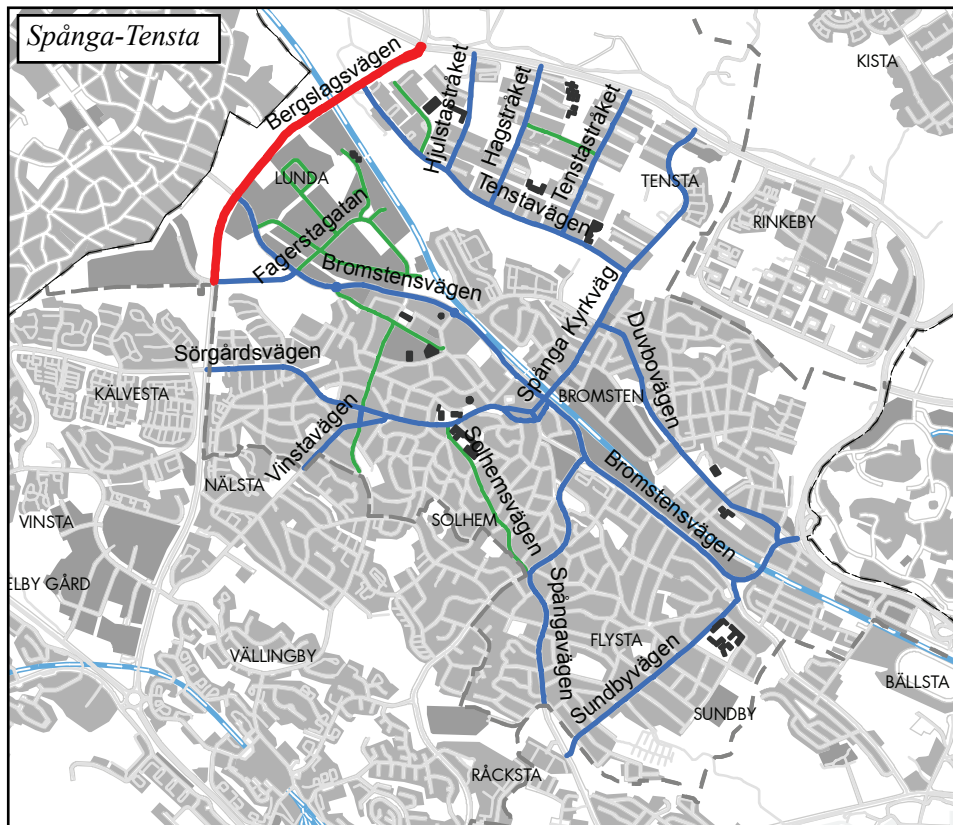 Spånga-Tensta
KISTA
Bergslagsvägen
Hjulstastråket
Hagstråket
Tenstastråket
LUNDA
TENSTA
RINKEBY
Fagerstagatan
Tenstavägen
Bromstensvägen
Spånga Kyrkväg
Duvbovägen
Sörgårdsvägen
KÄLVESTA
BROMSTEN
Vinstavägen
Solhemsvägen
NÄLSTA
Bromstensvägen
VINSTA
SOLHEM
ELBY GÅRD
Spångavägen
FLYSTA
Sundbyvägen
VÄLLINGBY
BÄLLSTA
SUNDBY
RÅCKSTA